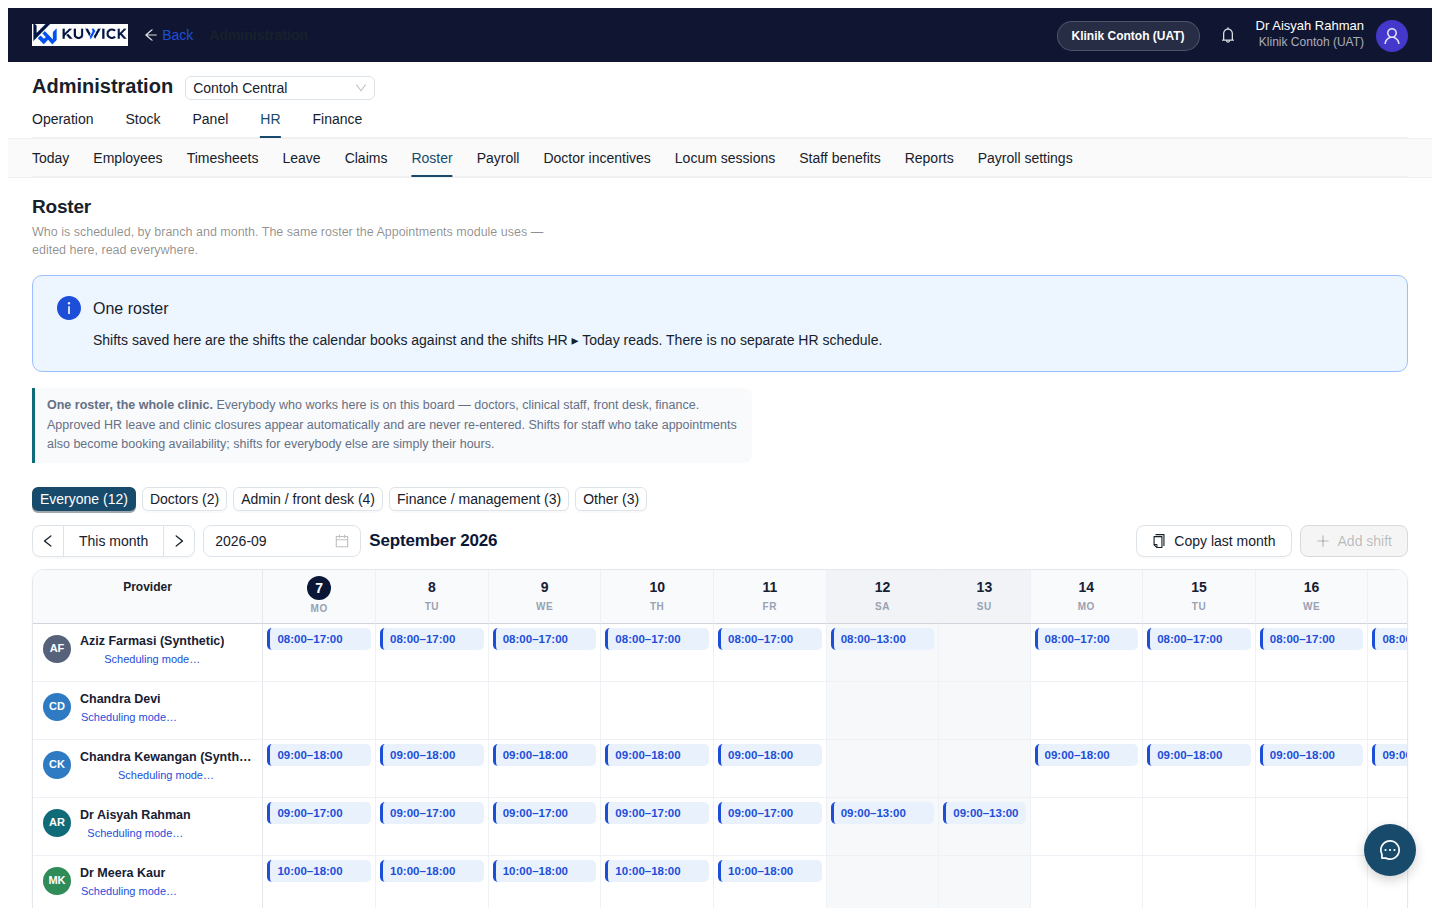 KUWICK
Back Administration
Klinik Contoh (UAT)
Dr Aisyah Rahman
Klinik Contoh (UAT)
Administration
Contoh Central
Operation Stock Panel HR Finance
Today Employees Timesheets Leave Claims Roster Payroll Doctor incentives Locum sessions Staff benefits Reports Payroll settings
Roster
Who is scheduled, by branch and month. The same roster the Appointments module uses —
edited here, read everywhere.
One roster
Shifts saved here are the shifts the calendar books against and the shifts HR ▸ Today reads. There is no separate HR schedule.
One roster, the whole clinic. Everybody who works here is on this board — doctors, clinical staff, front desk, finance.
Approved HR leave and clinic closures appear automatically and are never re-entered. Shifts for staff who take appointments
also become booking availability; shifts for everybody else are simply their hours.
Everyone (12) Doctors (2) Admin / front desk (4) Finance / management (3) Other (3)
This month 2026-09 September 2026 Copy last month Add shift
Provider 7 8 9 10 11 12 13 14 15 16
MO TU WE TH FR SA SU MO TU WE
AF Aziz Farmasi (Synthetic) 08:00–17:00 08:00–17:00 08:00–17:00 08:00–17:00 08:00–17:00 08:00–13:00 08:00–17:00 08:00–17:00 08:00–17:00 08:00
Scheduling mode…
CD Chandra Devi
Scheduling mode…
CK Chandra Kewangan (Synth… 09:00–18:00 09:00–18:00 09:00–18:00 09:00–18:00 09:00–18:00 09:00–18:00 09:00–18:00 09:00–18:00 09:00
Scheduling mode…
AR Dr Aisyah Rahman 09:00–17:00 09:00–17:00 09:00–17:00 09:00–17:00 09:00–17:00 09:00–13:00 09:00–13:00
Scheduling mode…
MK Dr Meera Kaur 10:00–18:00 10:00–18:00 10:00–18:00 10:00–18:00 10:00–18:00
Scheduling mode…